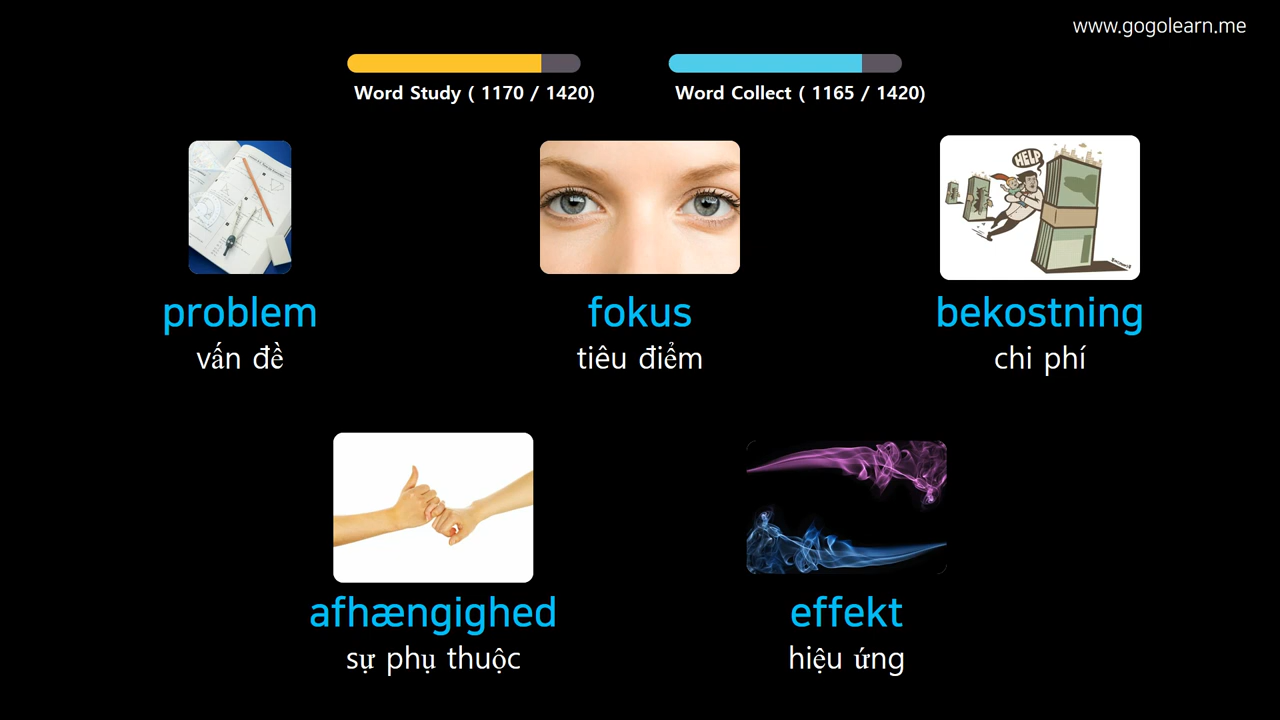 www.gogolearn.me
Word Study ( 1170 / 1420)
Word Collect ( 1165 / 1420)
HELP
problem
vấn đề
fokus
tiêu điểm
bekostning
chi phí
afhængighed
sự phụ thuộc
effekt
hiệu ứng